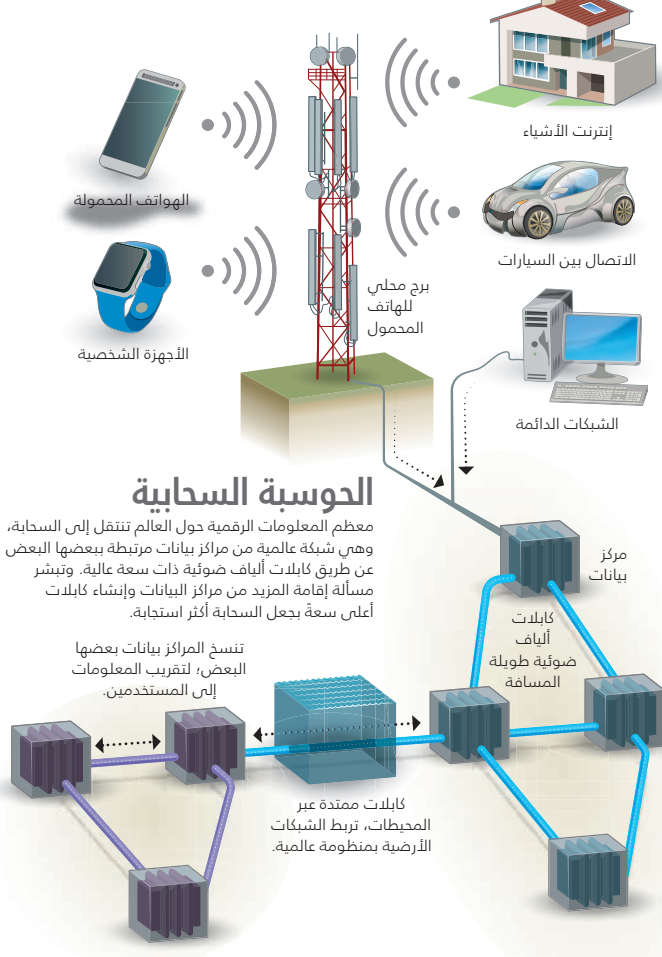 إنترنت الأشياء
الهواتف المحمولة
الاتصال بين السيارات
برج محلي
للهاتف
المحمول
الأجهزة الشخصية
الشبكات الدائمة
الحوسبة السحابية
معظم المعلومات الرقمية حول العالم تنتقل إلى السحابة،
وهي شبكة عالمية من مراكز بيانات مرتبطة ببعضها البعض
عن طريق كابلات ألياف ضوئية ذات سعة عالية. وتبشر
مسألة إقامة المزيد من مراكز البيانات وإنشاء كابلات
أعلى سعةً بجعل السحابة أكثر استجابة.
مركز
بيانات
كابلات
ألياف
ضوئية طويلة
المسافة
تنسخ المراكز بيانات بعضها
البعض؛ لتقريب المعلومات
إلى المستخدمين.
كابلات ممتدة عبر
المحيطات، تربط الشبكات
الأرضية بمنظومة عالمية.